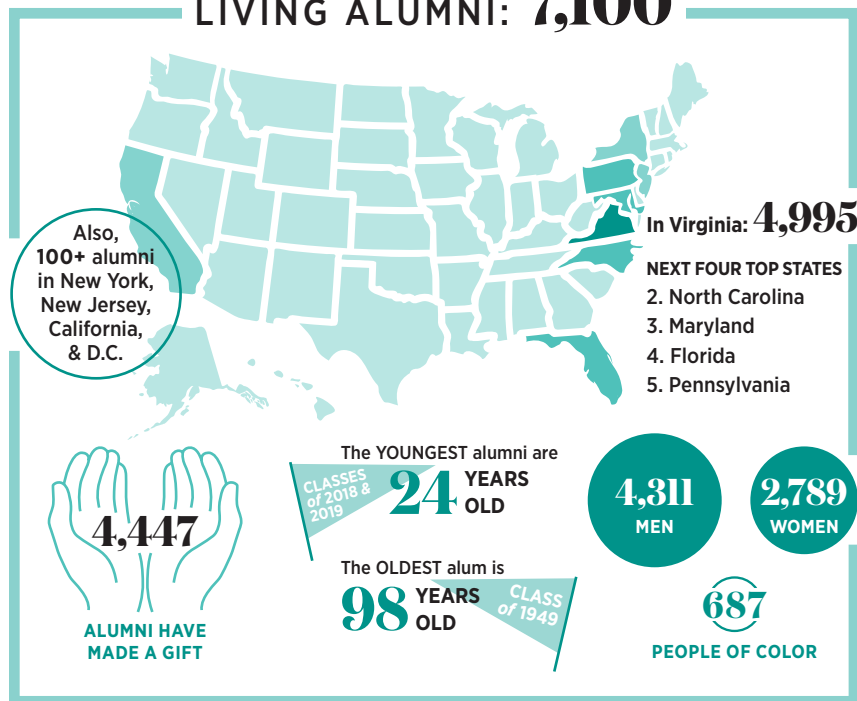 LIVING ALUMNI: 7,100
Also,
100+ alumni
in New York,
New Jersey,
California,
& D.C.
In Virginia: 4,995
NEXT FOUR TOP STATES
2. North Carolina
3. Maryland
4. Florida
5. Pennsylvania
4,447
ALUMNI HAVE
MADE A GIFT
The YOUNGEST alumni are
24 YEARS
OLD
CLASSES
of 2018 &
2019
The OLDEST alum is
98 YEARS
OLD
CLASS
of 1949
4,311
MEN
2,789
WOMEN
687
PEOPLE OF COLOR